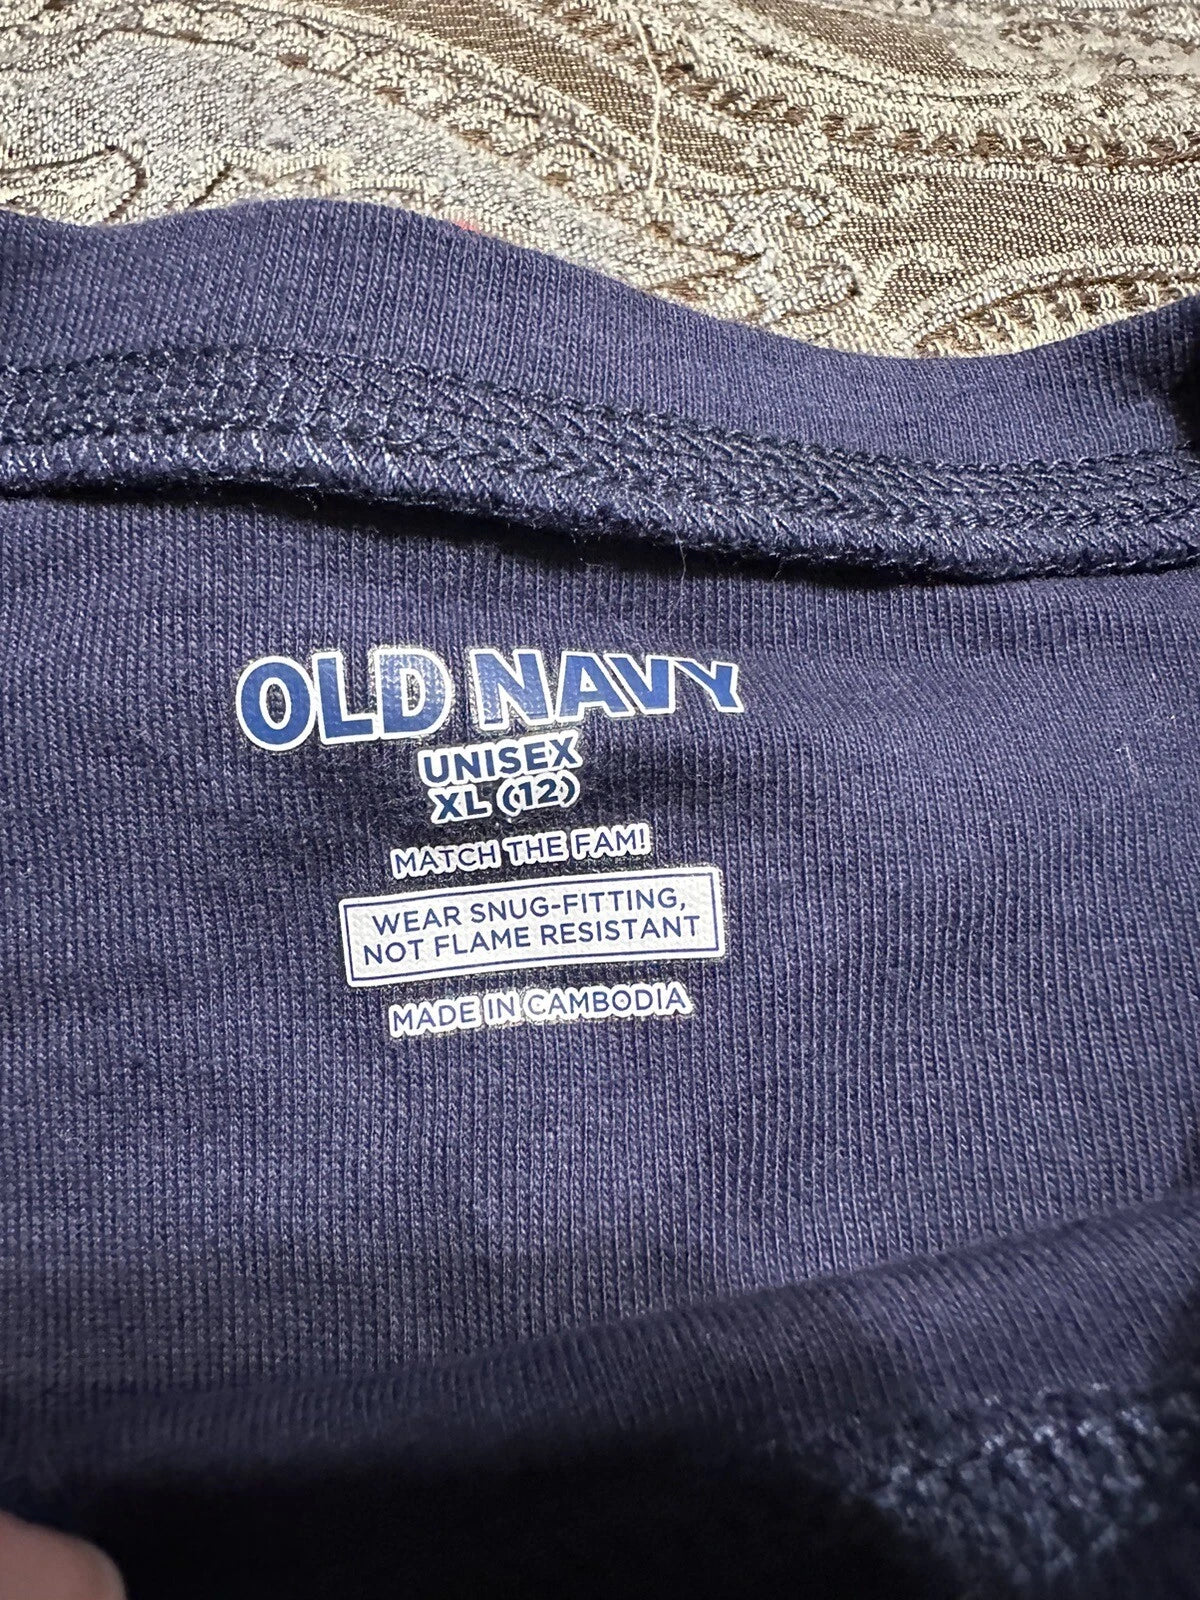 OLD NAVY
UNISEX
XL (12)
MATCH THE FAM!
WEAR SNUG-FITTING,
NOT FLAME RESISTANT
MADE IN CAMBODIA